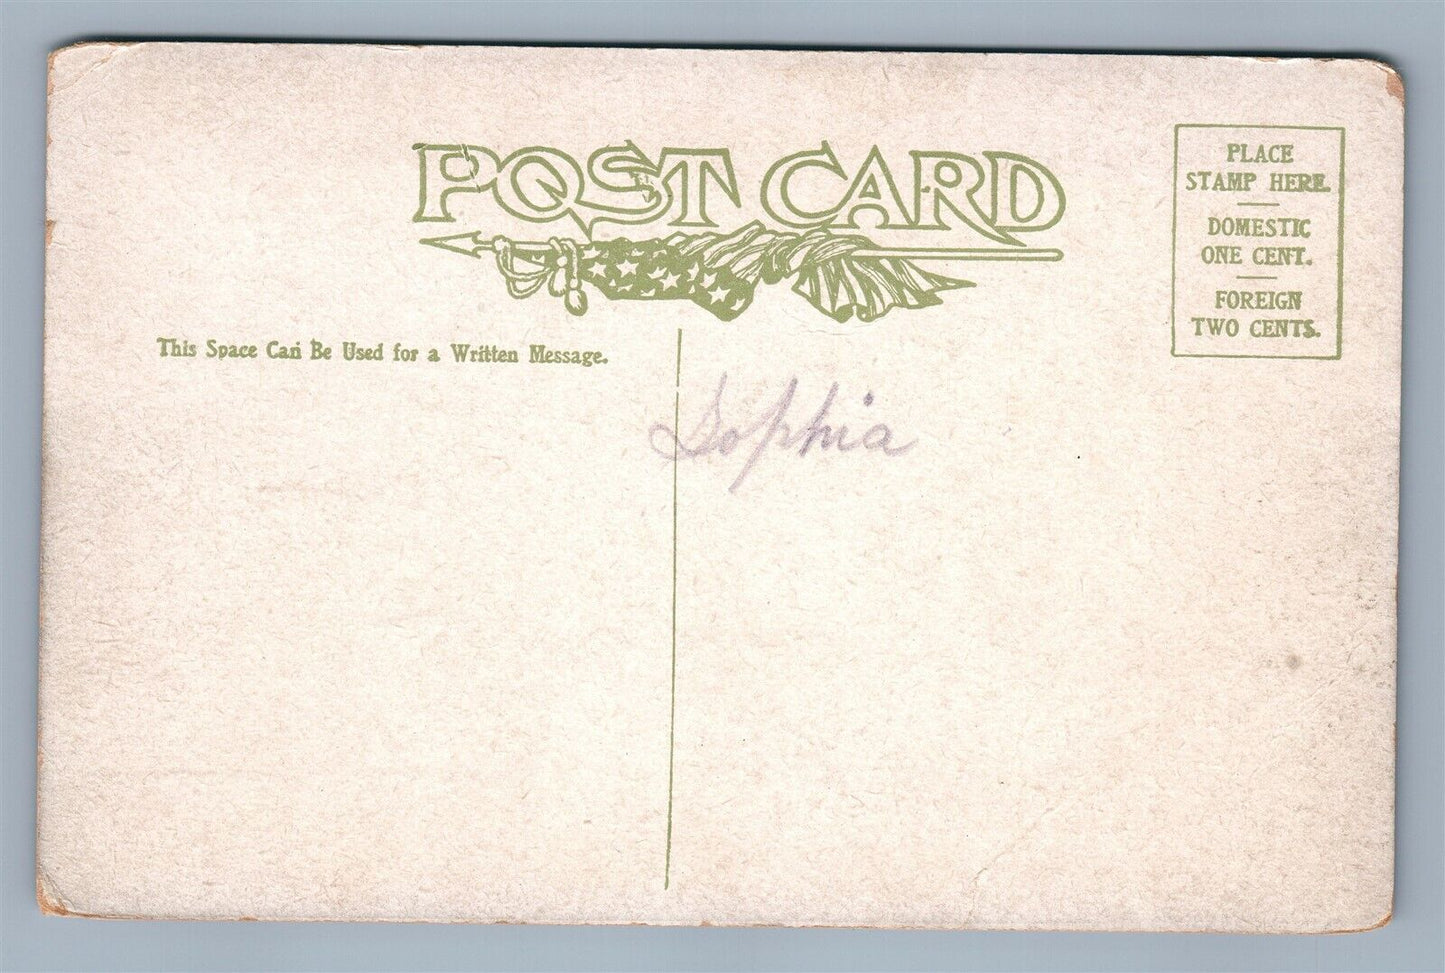 POST CARD
PLACE
STAMP HERE.
DOMESTIC
ONE CENT.
FOREIGN
TWO CENTS.
This Space Can Be Used for a Written Message.
Sophia